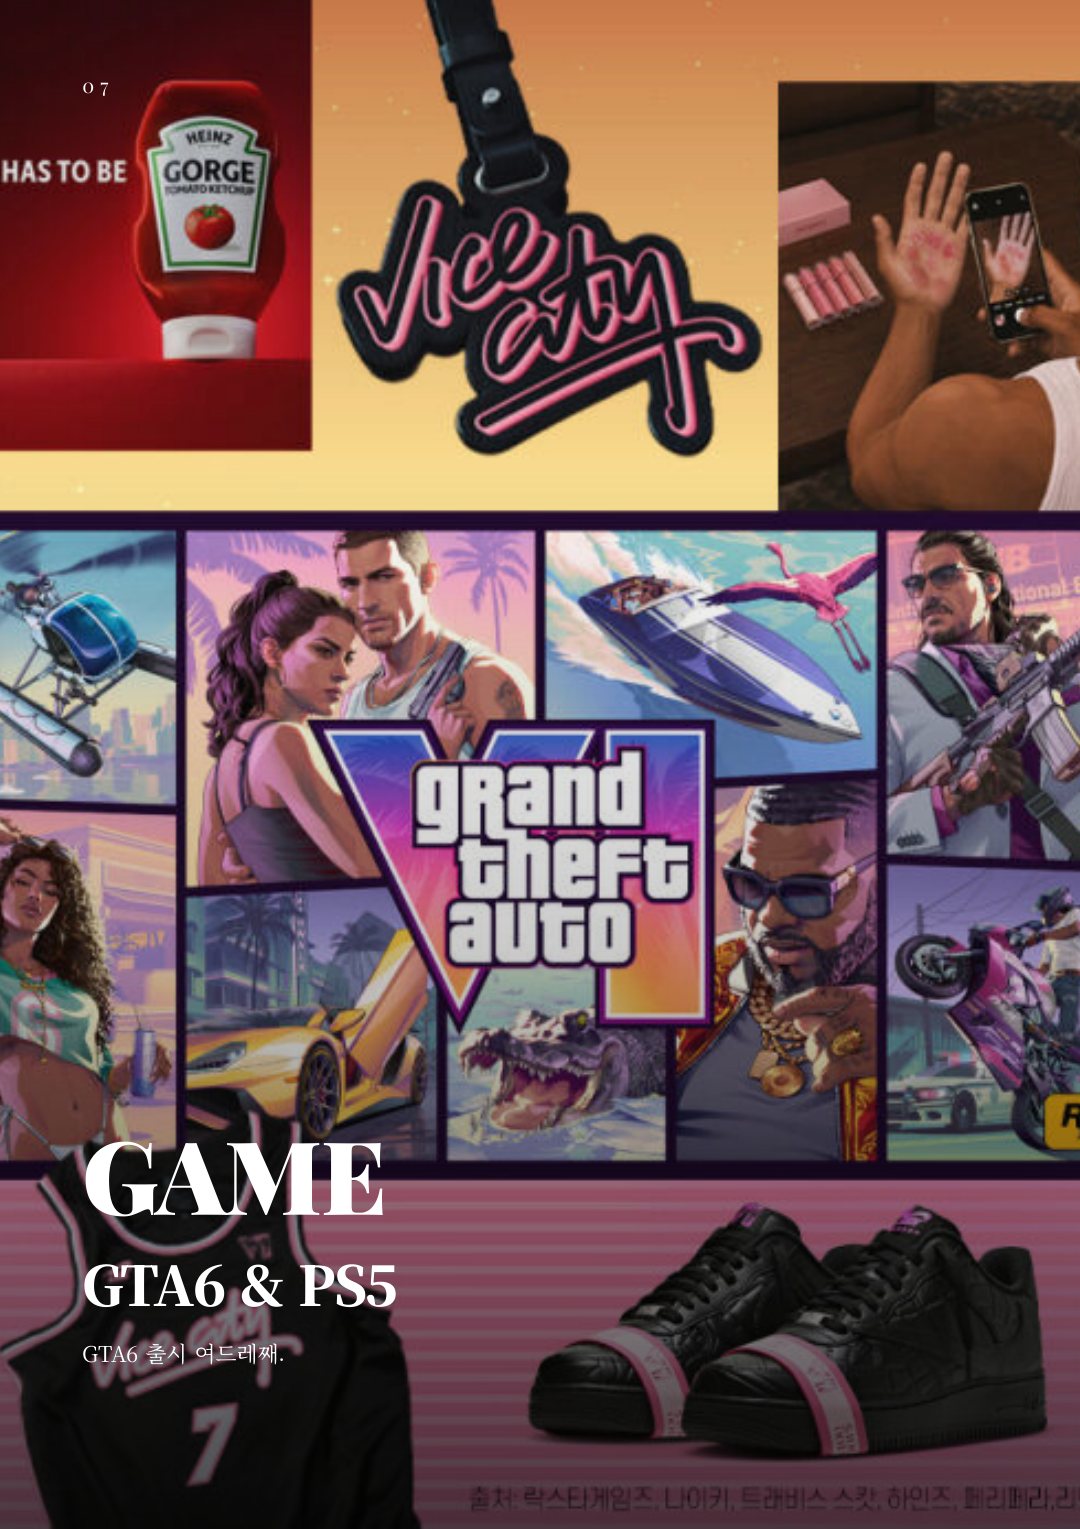 07
HAS TO BE
HEINZ
GORGE
TOMATO KETCHUP
vice
city
grand
theft
auto
VI
GAME
GTA6 & PS5
GTA6 출시 여드레째.
vice city
7
출처: 락스타게임즈, 나이키, 트래비스 스캇, 하인즈, 페리페라,